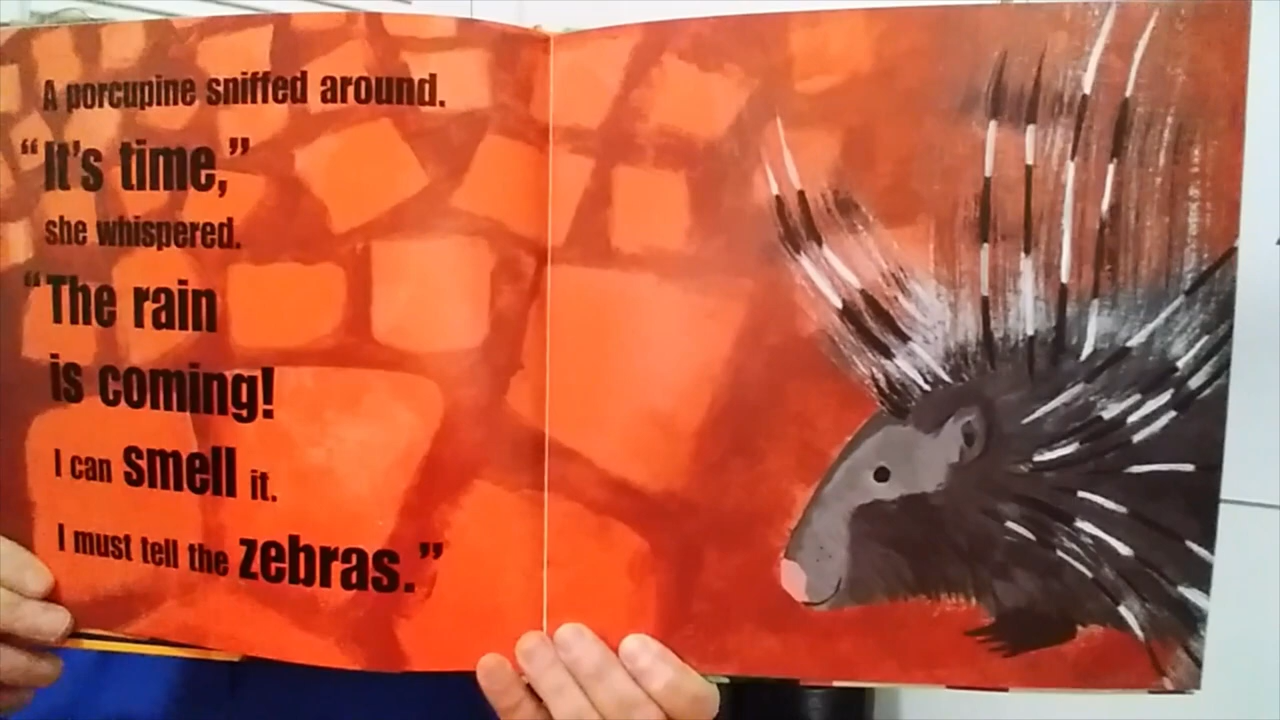 A porcupine sniffed around.
“It's time,”
she whispered.
“The rain
is coming!
I can smell it.
I must tell the zebras.”